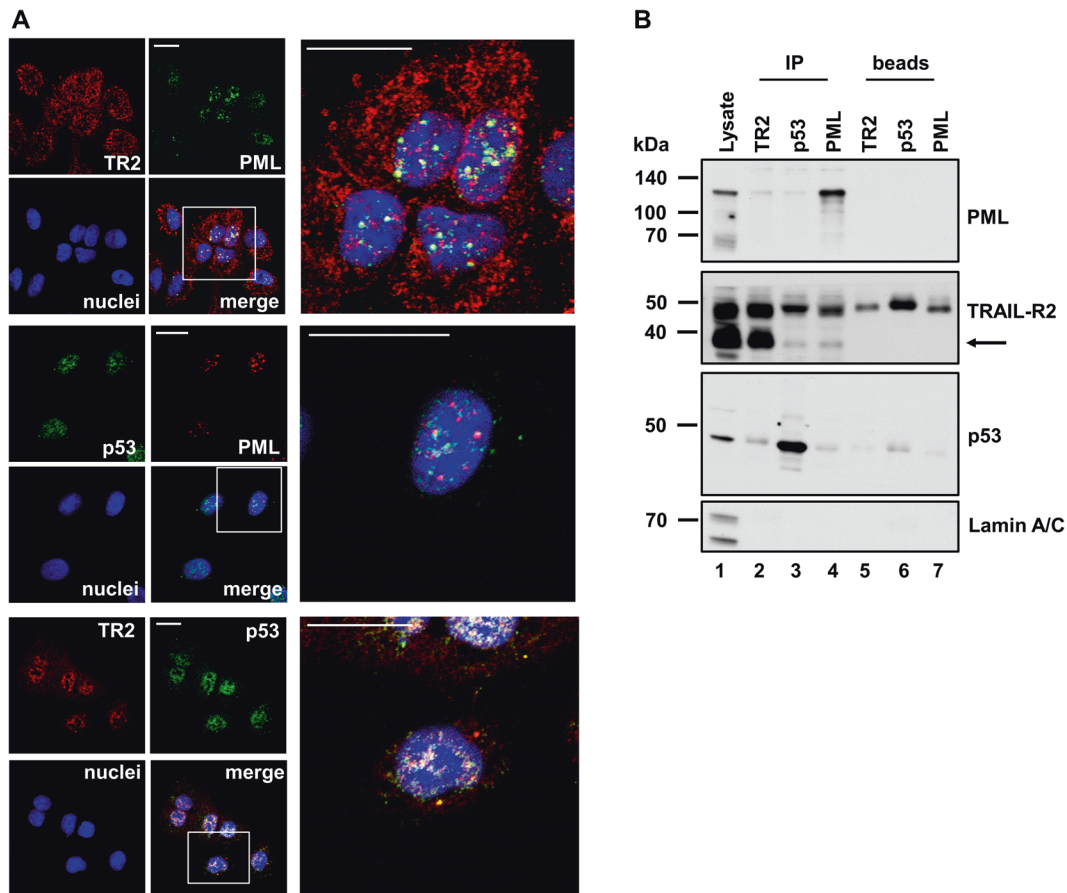 A
TR2
PML
nuclei
merge
p53
PML
nuclei
merge
TR2
p53
nuclei
merge
B
IP
beads
kDa
Lysate
TR2
p53
PML
TR2
p53
PML
140
100
70
PML
50
40
TRAIL-R2
50
p53
70
Lamin A/C
1 2 3 4 5 6 7